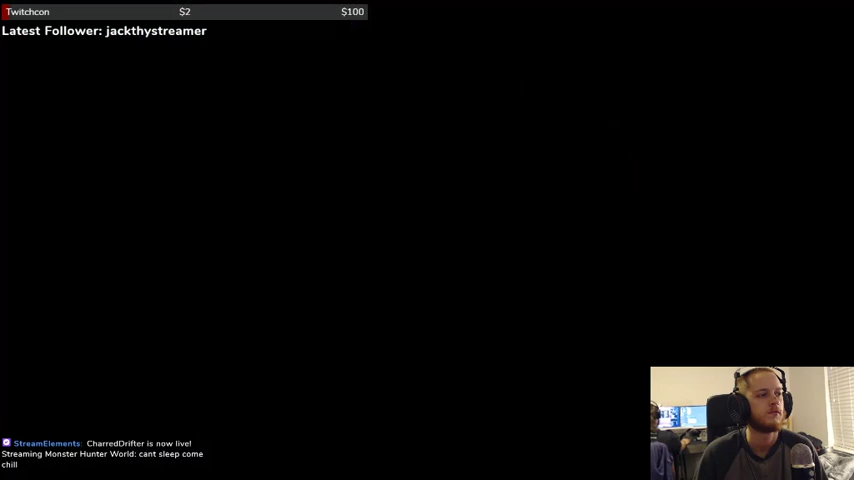 Twitchcon $2 $100
Latest Follower: jackthystreamer
StreamElements: CharredDrifter is now live!
Streaming Monster Hunter World: cant sleep come
chill